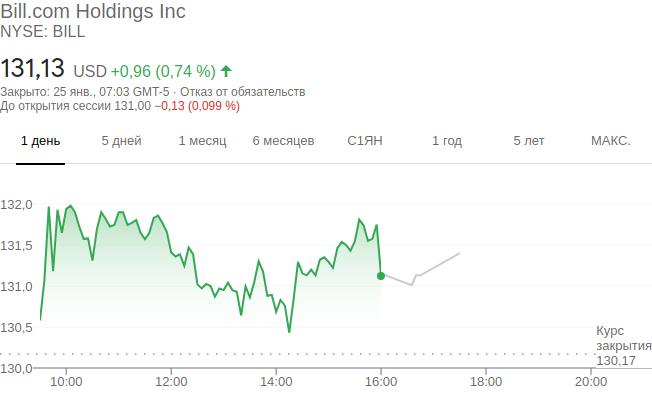 Bill.com Holdings Inc
NYSE: BILL
131,13 USD +0,96 (0,74 %)
Закрыто: 25 янв., 07:03 GMT-5 · Отказ от обязательств
До открытия сессии 131,00 −0,13 (0,099 %)
1 день 5 дней 1 месяц 6 месяцев С1ЯН 1 год 5 лет МАКС.
132,0
131,5
131,0
130,5
Курс
закрытия
130,17
130,0
10:00 12:00 14:00 16:00 18:00 20:00